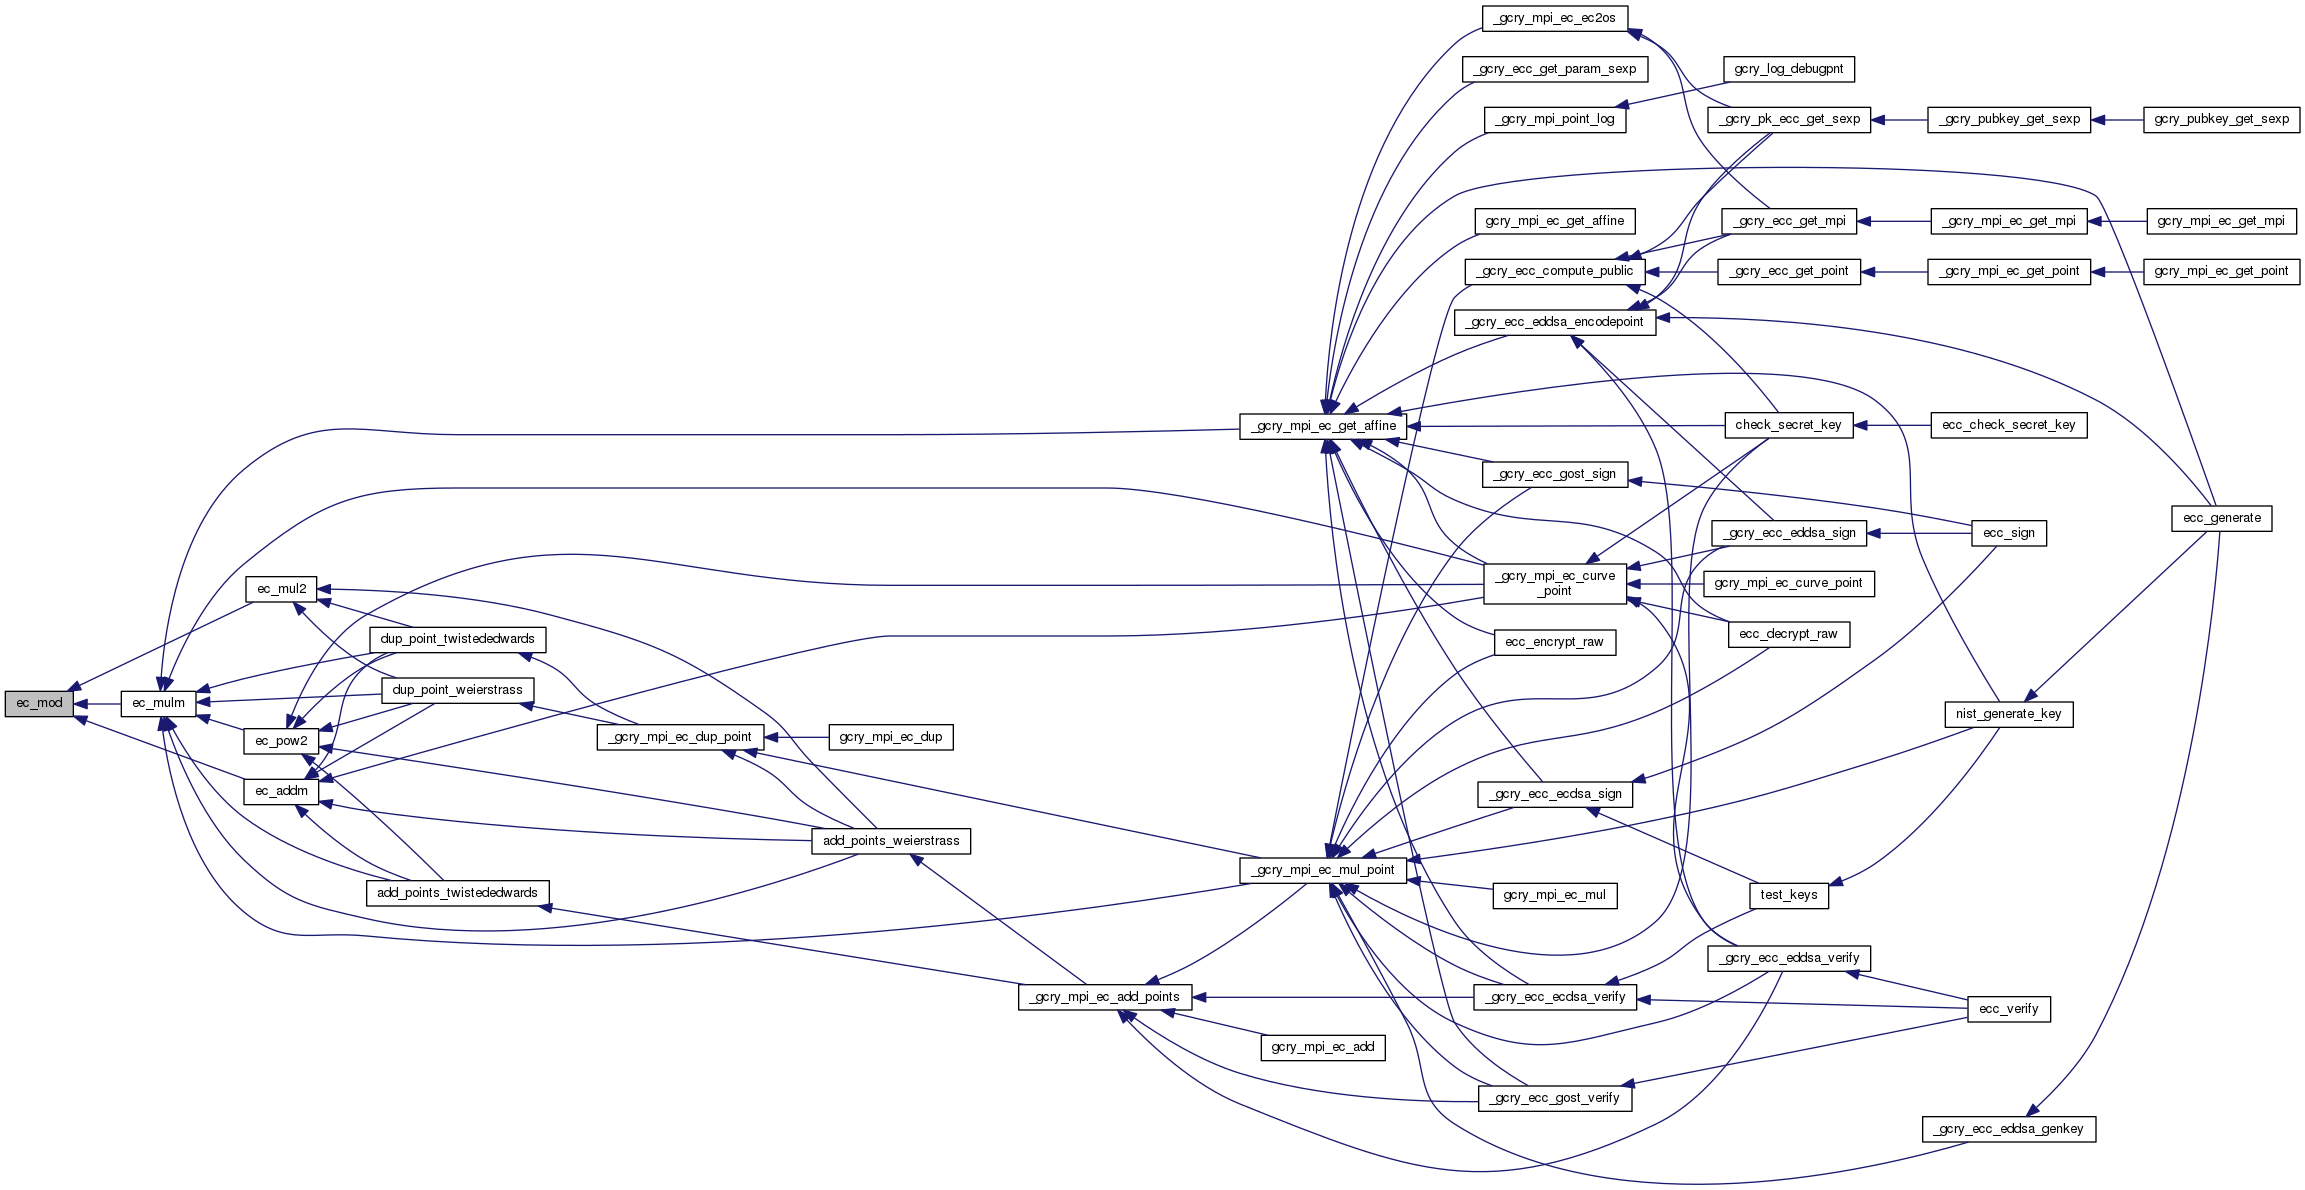 _gcry_mpi_ec_ec2os
_gcry_ecc_get_param_sexp
gcry_log_debugpnt
_gcry_mpi_point_log
_gcry_pk_ecc_get_sexp
_gcry_pubkey_get_sexp
gcry_pubkey_get_sexp
gcry_mpi_ec_get_affine
_gcry_ecc_get_mpi
_gcry_mpi_ec_get_mpi
gcry_mpi_ec_get_mpi
_gcry_ecc_compute_public
_gcry_ecc_get_point
_gcry_mpi_ec_get_point
gcry_mpi_ec_get_point
_gcry_ecc_eddsa_encodepoint
_gcry_mpi_ec_get_affine
check_secret_key
ecc_check_secret_key
_gcry_ecc_gost_sign
ecc_generate
_gcry_ecc_eddsa_sign
ecc_sign
ec_mul2
_gcry_mpi_ec_curve
_point
gcry_mpi_ec_curve_point
dup_point_twistededwards
ecc_encrypt_raw
ecc_decrypt_raw
dup_point_weierstrass
ec_mod
ec_mulm
nist_generate_key
ec_pow2
_gcry_mpi_ec_dup_point
gcry_mpi_ec_dup
ec_addm
_gcry_ecc_ecdsa_sign
add_points_weierstrass
_gcry_mpi_ec_mul_point
add_points_twistededwards
gcry_mpi_ec_mul
test_keys
_gcry_ecc_eddsa_verify
_gcry_mpi_ec_add_points
_gcry_ecc_ecdsa_verify
ecc_verify
gcry_mpi_ec_add
_gcry_ecc_gost_verify
_gcry_ecc_eddsa_genkey